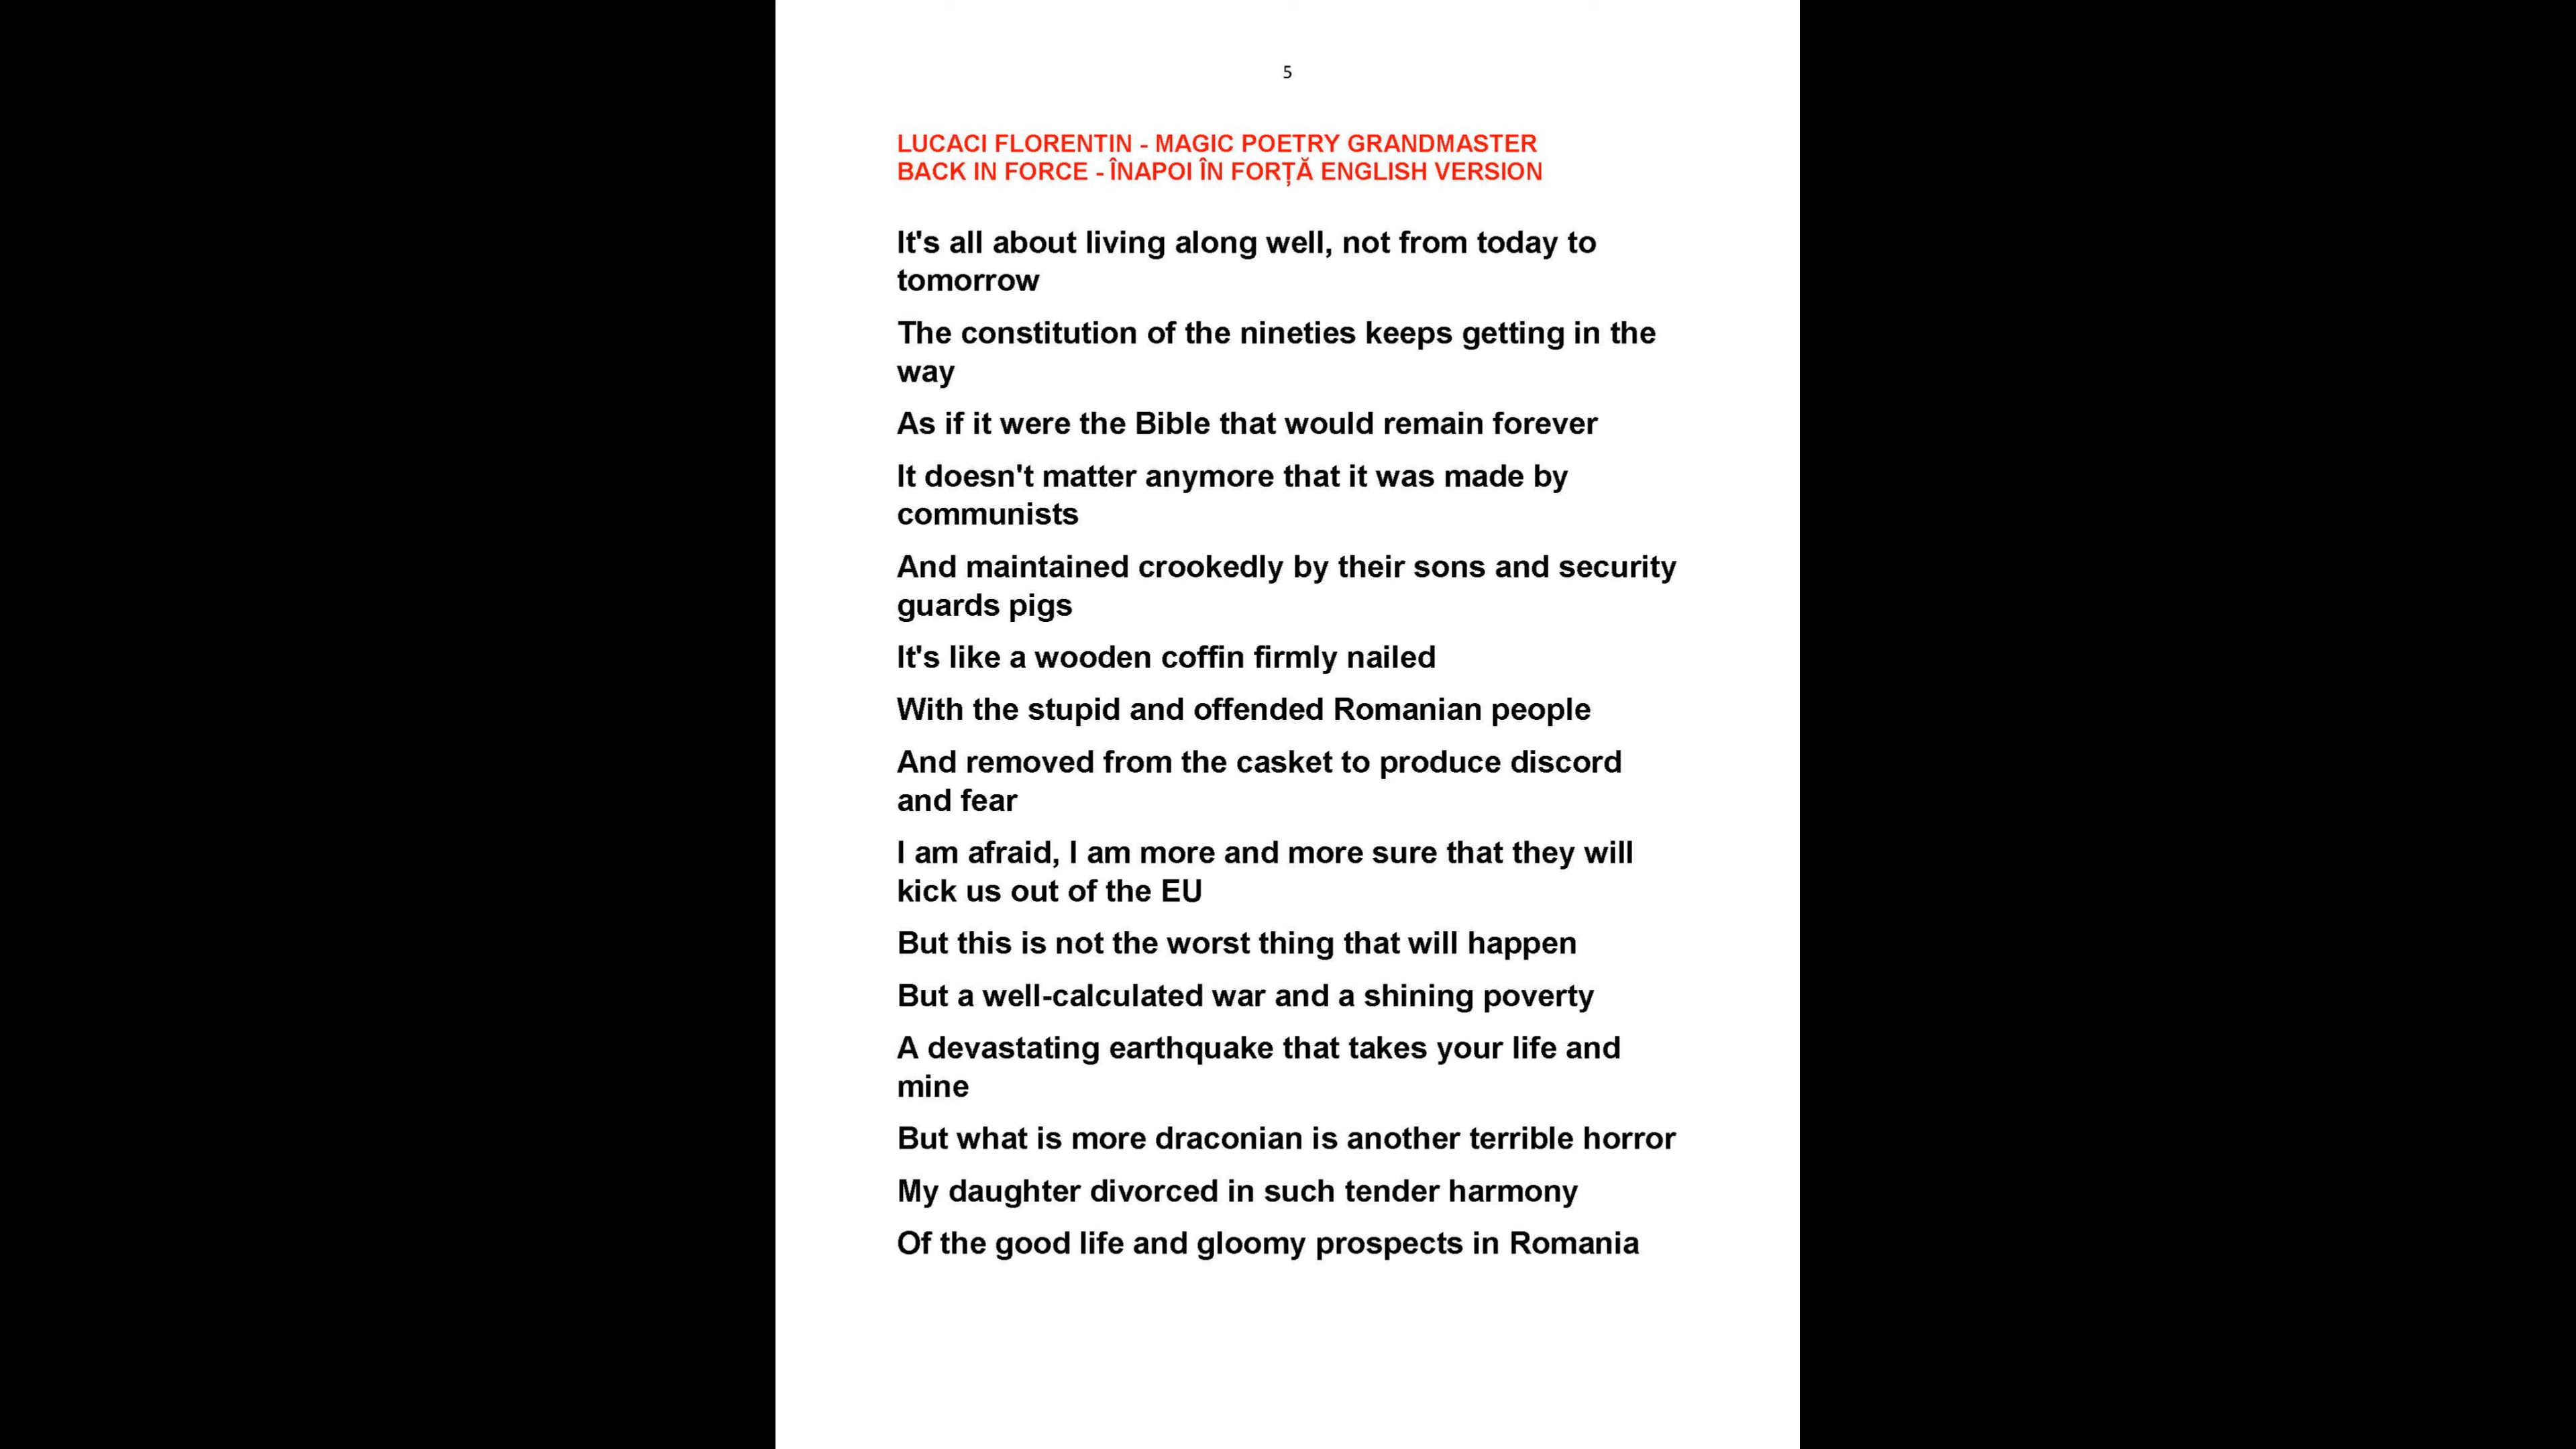 5
LUCACI FLORENTIN - MAGIC POETRY GRANDMASTER
BACK IN FORCE - ÎNAPOI ÎN FORȚĂ ENGLISH VERSION
It's all about living along well, not from today to
tomorrow
The constitution of the nineties keeps getting in the
way
As if it were the Bible that would remain forever
It doesn't matter anymore that it was made by
communists
And maintained crookedly by their sons and security
guards pigs
It's like a wooden coffin firmly nailed
With the stupid and offended Romanian people
And removed from the casket to produce discord
and fear
I am afraid, I am more and more sure that they will
kick us out of the EU
But this is not the worst thing that will happen
But a well-calculated war and a shining poverty
A devastating earthquake that takes your life and
mine
But what is more draconian is another terrible horror
My daughter divorced in such tender harmony
Of the good life and gloomy prospects in Romania